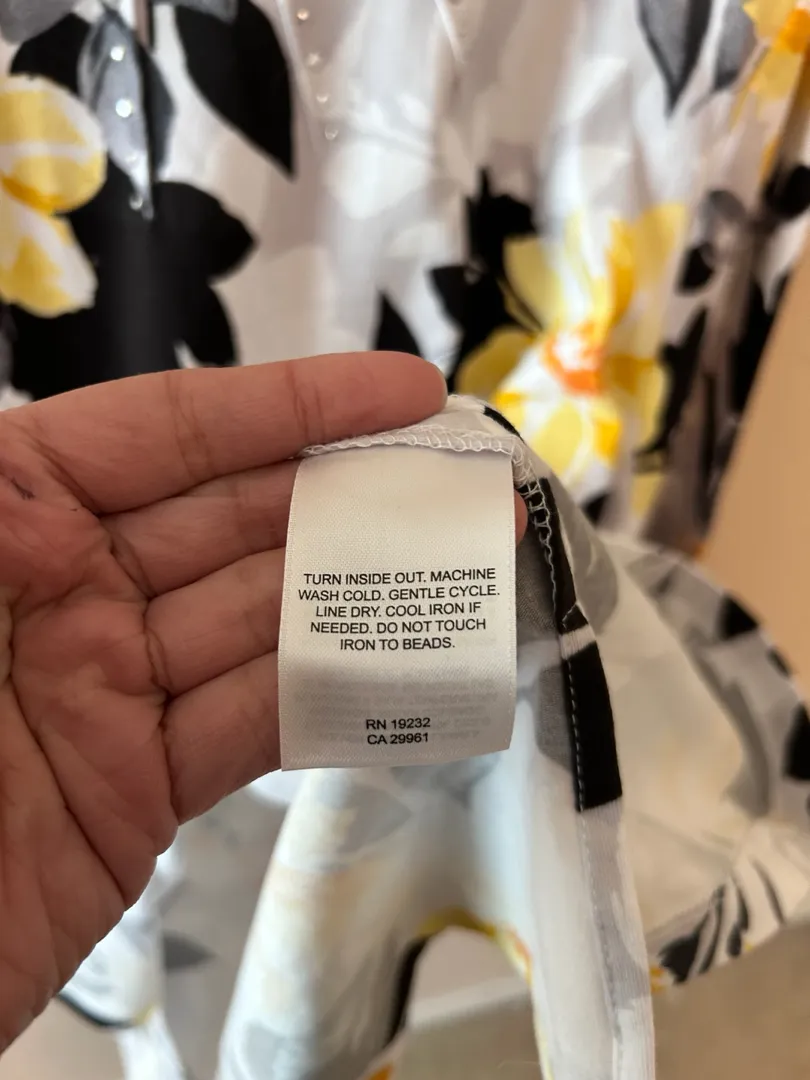 TURN INSIDE OUT. MACHINE
WASH COLD. GENTLE CYCLE.
LINE DRY. COOL IRON IF
NEEDED. DO NOT TOUCH
IRON TO BEADS.
RN 19232
CA 29961